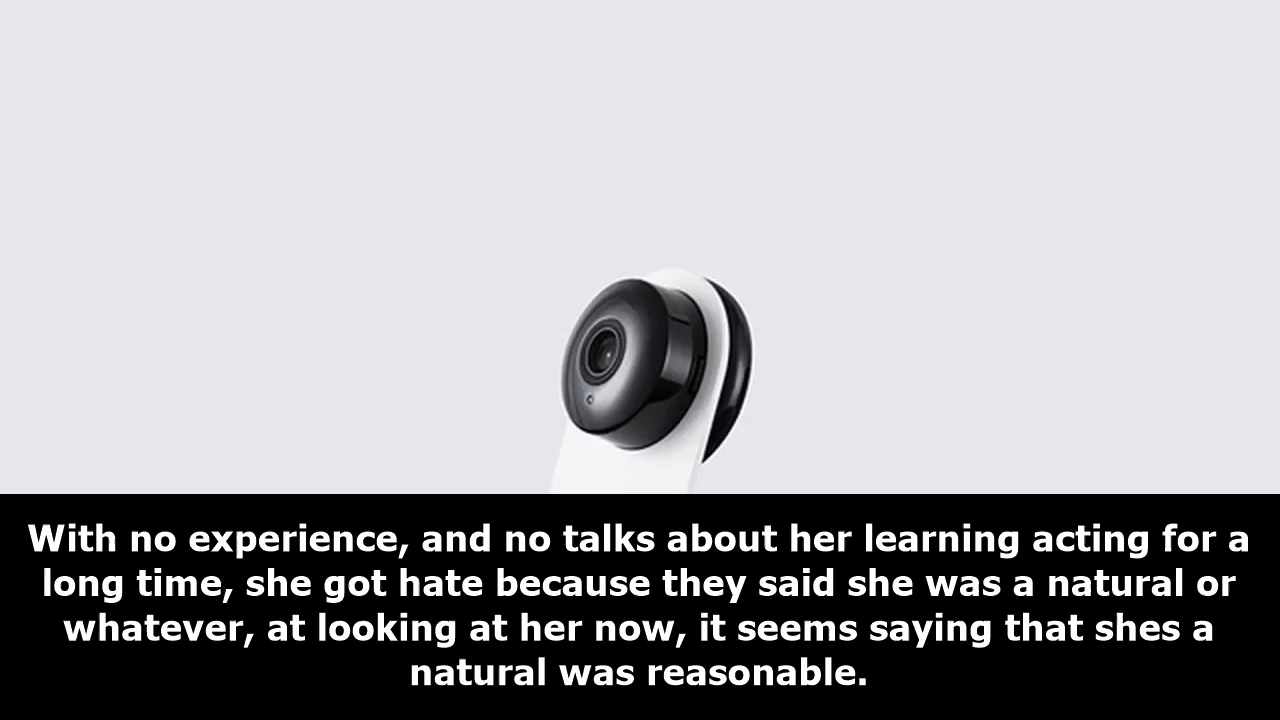 With no experience, and no talks about her learning acting for a
long time, she got hate because they said she was a natural or
whatever, at looking at her now, it seems saying that shes a
natural was reasonable.